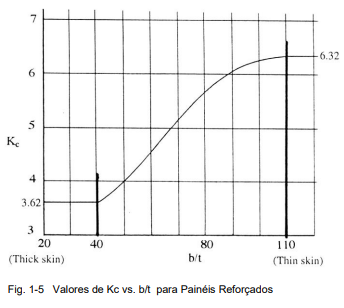 7
6.32
6
5
Kc
4
3.62
3
20 40 80 110
(Thick skin) b/t (Thin skin)
Fig. 1-5 Valores de Kc vs. b/t para Painéis Reforçados